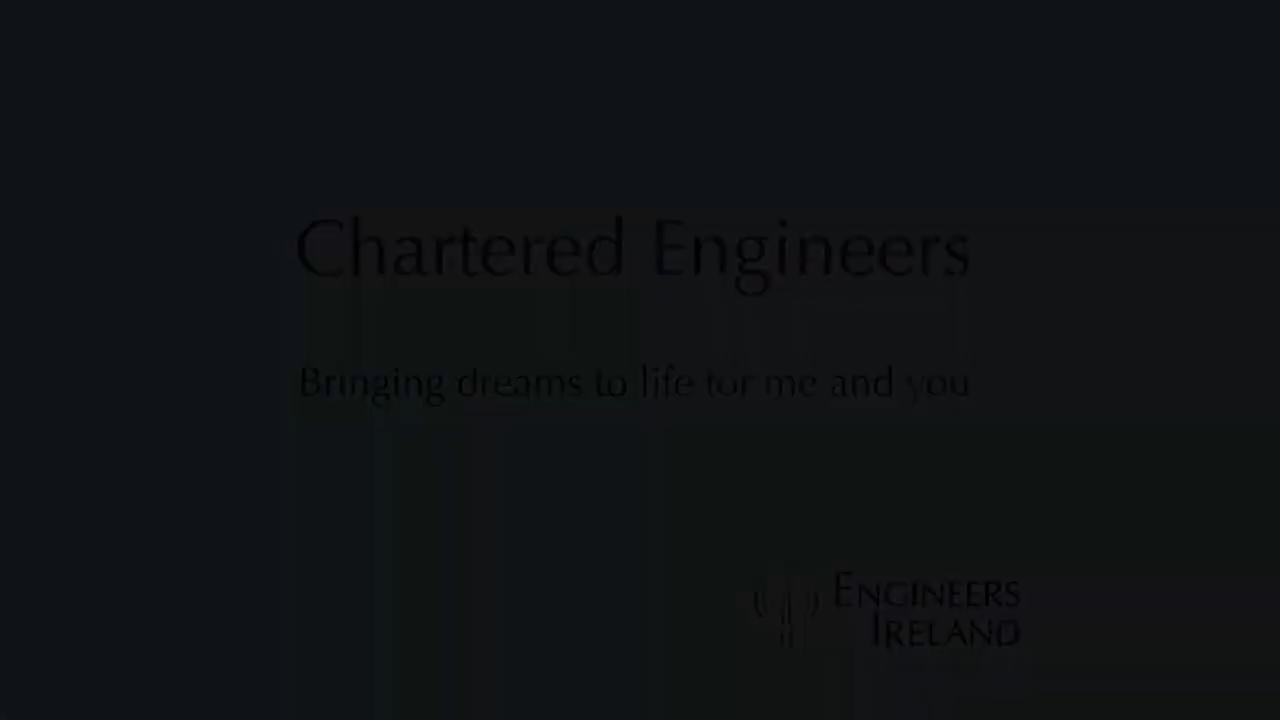 Chartered Engineers
Bringing dreams to life for me and you
ENGINEERS
IRELAND